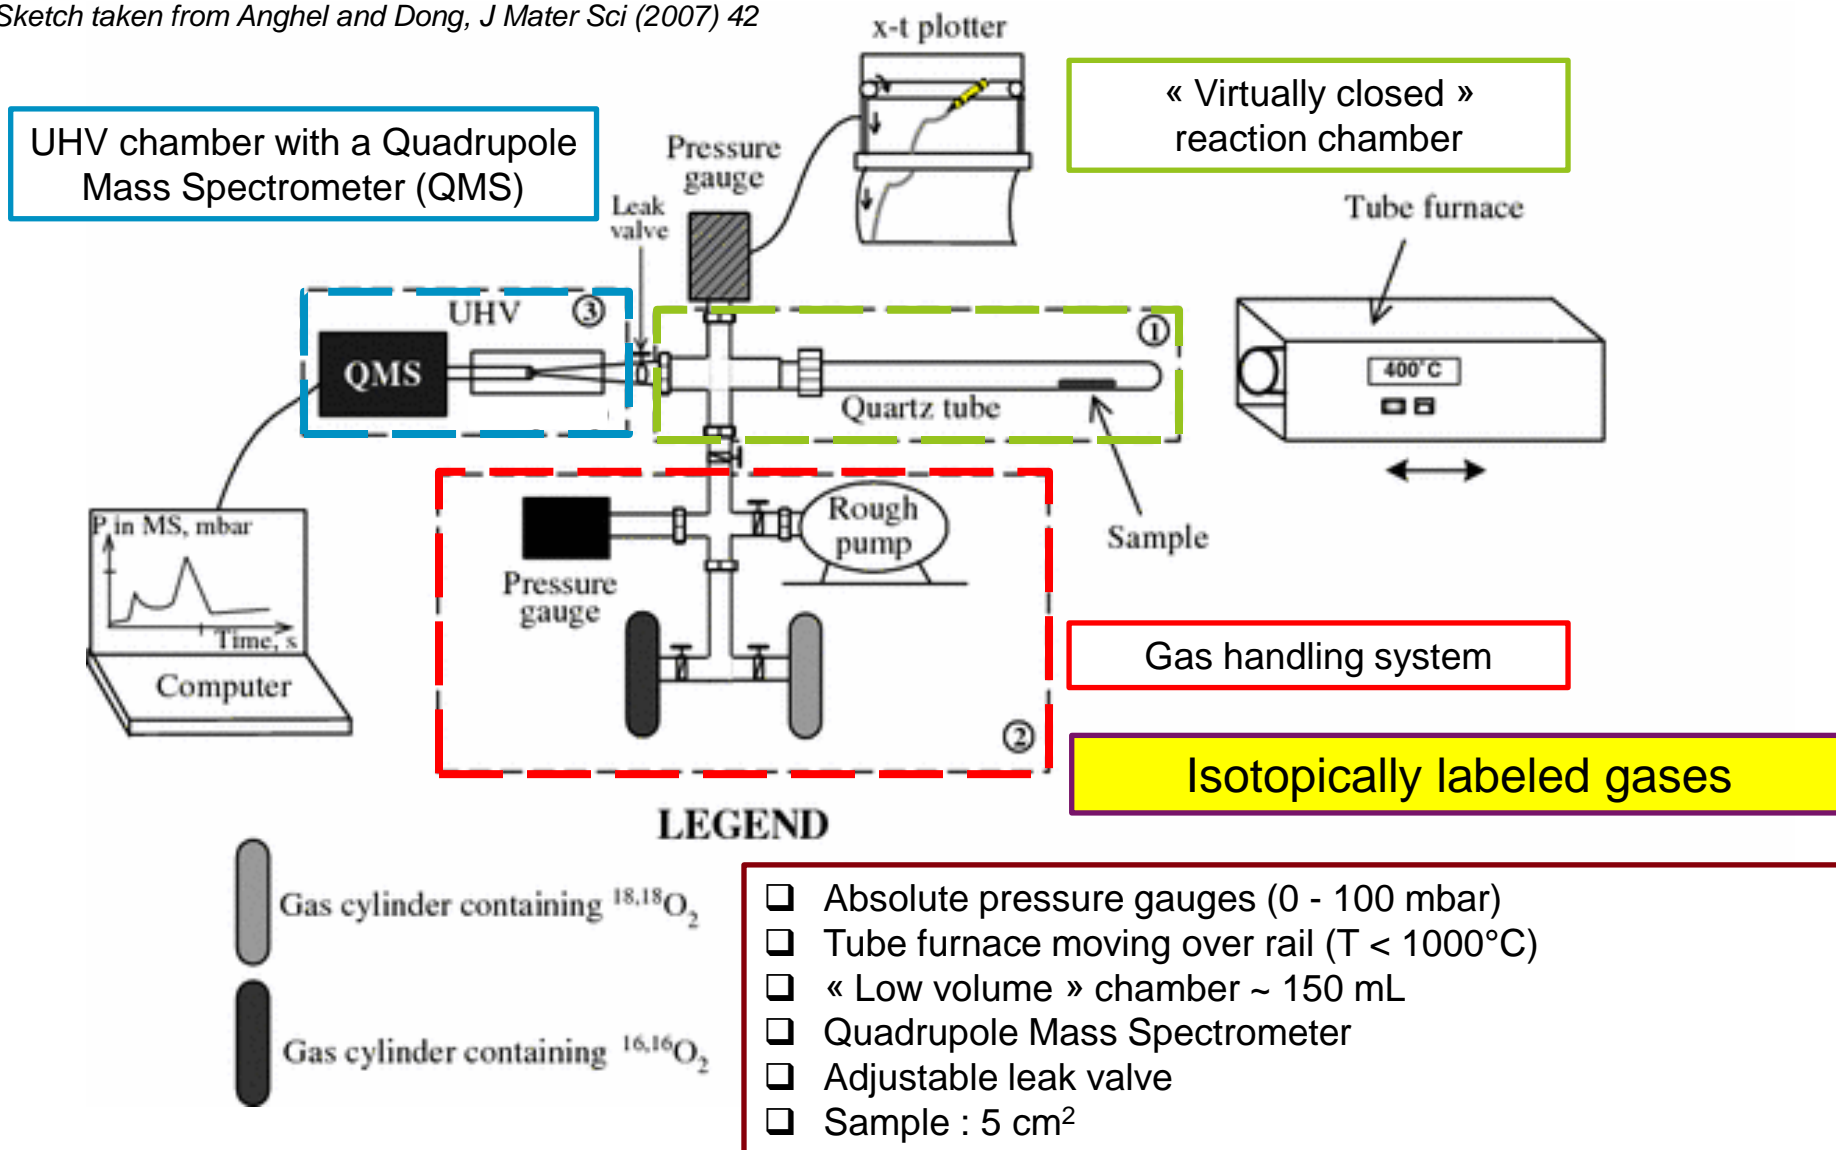 Sketch taken from Anghel and Dong, J Mater Sci (2007) 42
x-t plotter
« Virtually closed »
reaction chamber
UHV chamber with a Quadrupole
Mass Spectrometer (QMS)
Pressure
gauge
Leak
valve
Tube furnace
UHV
③
①
QMS
400°C
Quartz tube
Sample
P in MS, mbar
Time, s
Computer
Rough
pump
Pressure
gauge
②
Gas handling system
Isotopically labeled gases
LEGEND
Gas cylinder containing ¹⁸,¹⁸O₂
Gas cylinder containing ¹⁶,¹⁶O₂
❑ Absolute pressure gauges (0 - 100 mbar)
❑ Tube furnace moving over rail (T < 1000°C)
❑ « Low volume » chamber ~ 150 mL
❑ Quadrupole Mass Spectrometer
❑ Adjustable leak valve
❑ Sample : 5 cm²